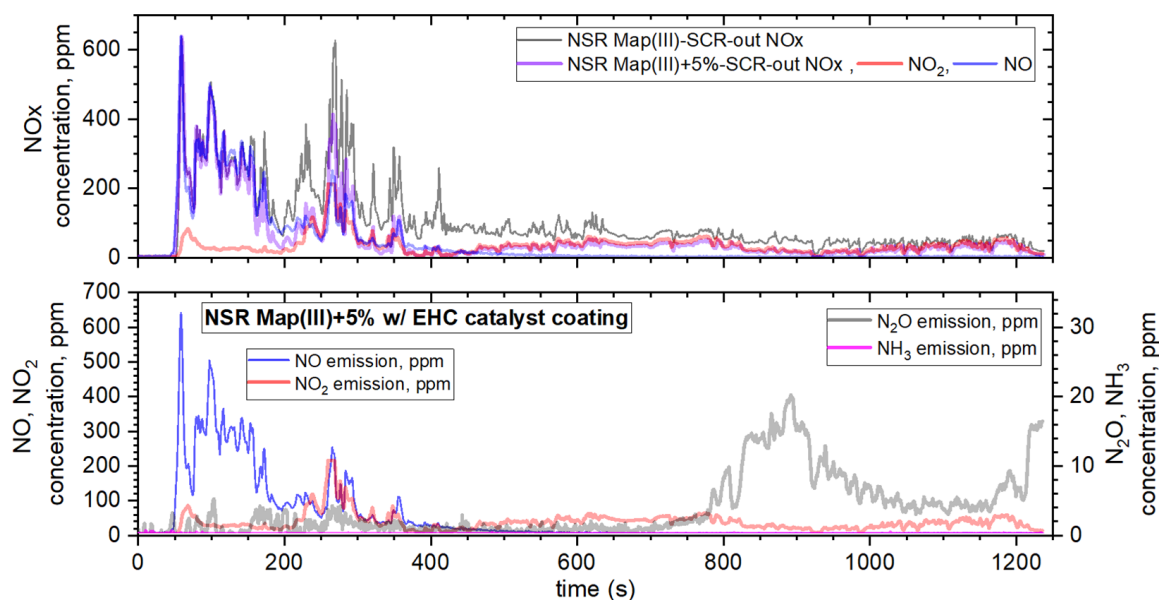 NOx
concentration, ppm
600
400
200
0
NSR Map(III)-SCR-out NOx
NSR Map(III)+5%-SCR-out NOx , NO₂, NO
NO, NO₂
concentration, ppm
700
600
500
400
300
200
100
0
NSR Map(III)+5% w/ EHC catalyst coating
NO emission, ppm
NO₂ emission, ppm
N₂O emission, ppm
NH₃ emission, ppm
30
20
10
0
N₂O, NH₃
concentration, ppm
0 200 400 600 800 1000 1200
time (s)